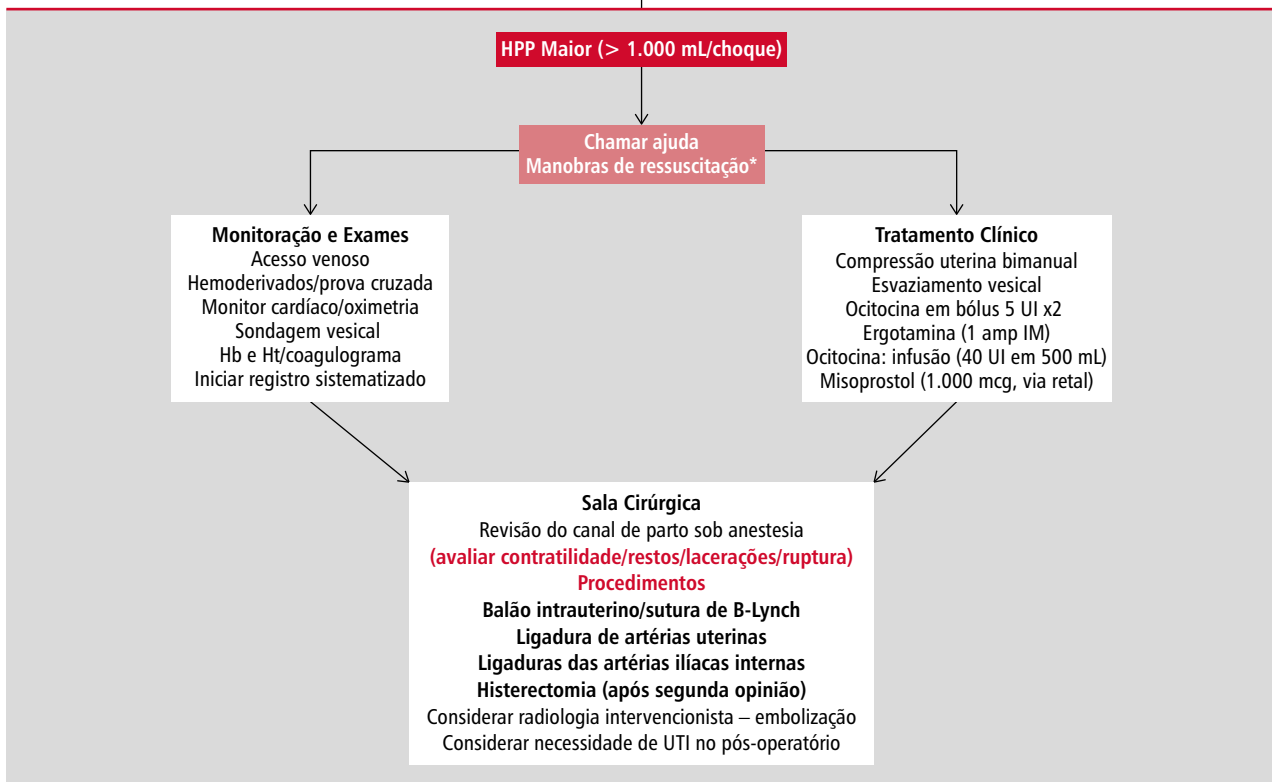 HPP Maior (> 1.000 mL/choque)
Chamar ajuda
Manobras de ressuscitação*
Monitoração e Exames
Acesso venoso
Hemoderivados/prova cruzada
Monitor cardíaco/oximetria
Sondagem vesical
Hb e Ht/coagulograma
Iniciar registro sistematizado
Tratamento Clínico
Compressão uterina bimanual
Esvaziamento vesical
Ocitocina em bólus 5 UI x2
Ergotamina (1 amp IM)
Ocitocina: infusão (40 UI em 500 mL)
Misoprostol (1.000 mcg, via retal)
Sala Cirúrgica
Revisão do canal de parto sob anestesia
(avaliar contratilidade/restos/lacerações/ruptura)
Procedimentos
Balão intrauterino/sutura de B-Lynch
Ligadura de artérias uterinas
Ligaduras das artérias ilíacas internas
Histerectomia (após segunda opinião)
Considerar radiologia intervencionista – embolização
Considerar necessidade de UTI no pós-operatório